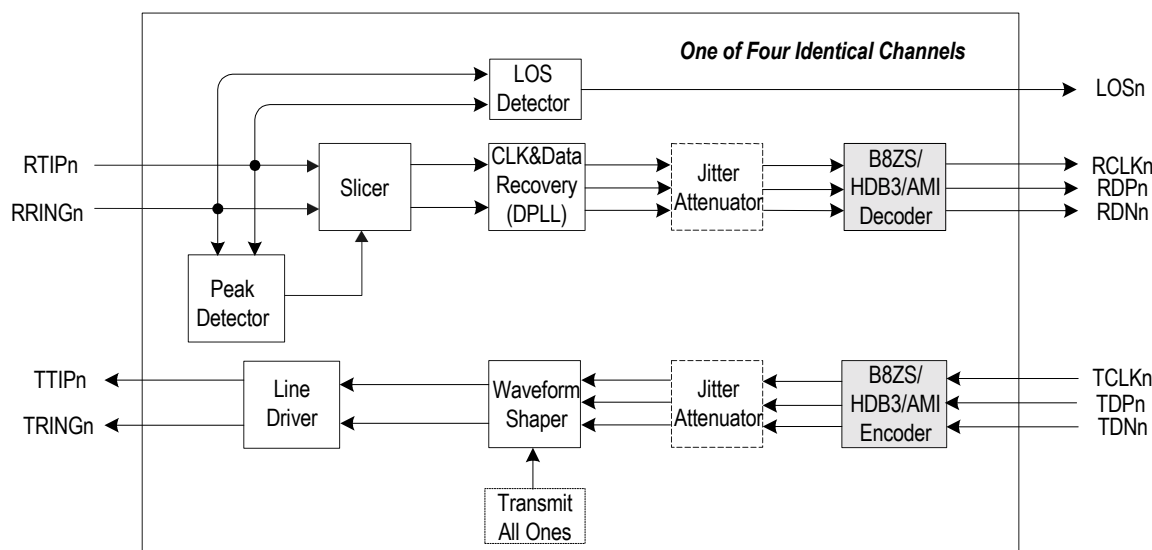 One of Four Identical Channels
LOS
Detector
LOSn
RTIPn
RRINGn
Slicer
CLK&Data
Recovery
(DPLL)
Jitter
Attenuator
B8ZS/
HDB3/AMI
Decoder
RCLKn
RDPn
RDNn
Peak
Detector
TTIPn
TRINGn
Line
Driver
Waveform
Shaper
Jitter
Attenuator
B8ZS/
HDB3/AMI
Encoder
TCLKn
TDPn
TDNn
Transmit
All Ones